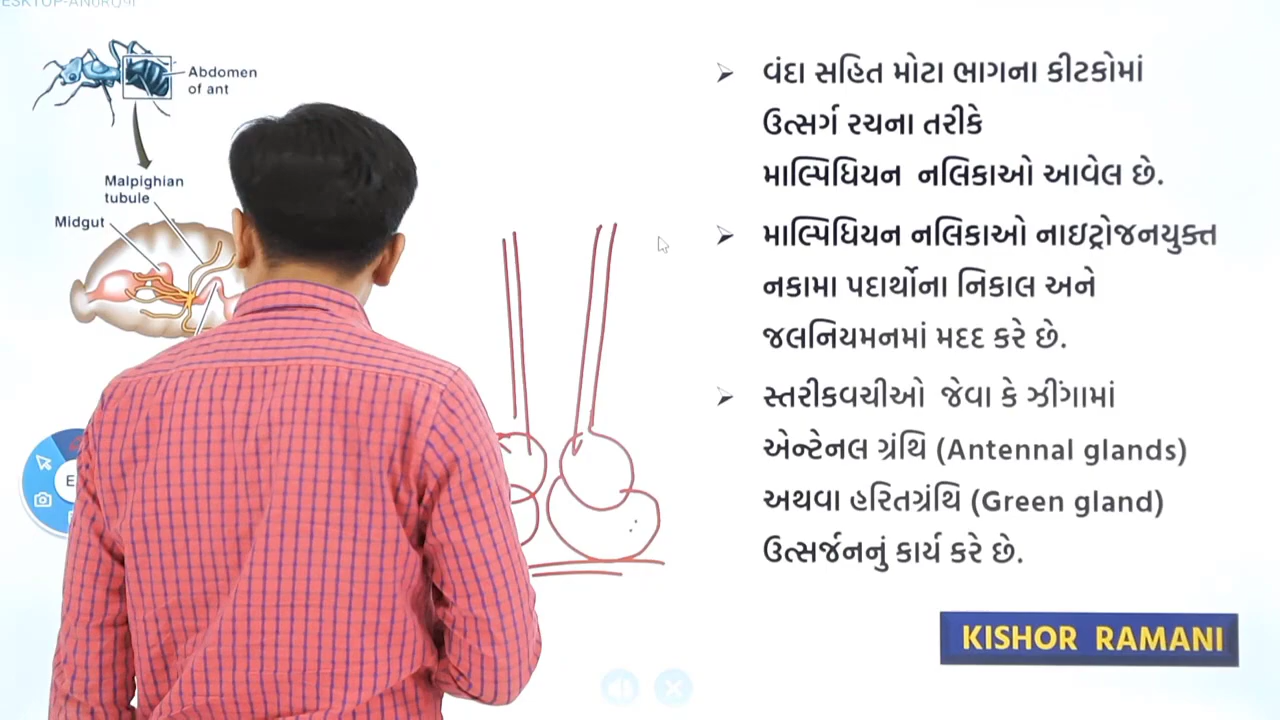 Abdomen
of ant
Malpighian
tubule
Midgut
વંદા સહિત મોટા ભાગના કીટકોમાં
ઉત્સર્ગ રચના તરીકે
માલ્પિધિયન નલિકાઓ આવેલ છે.
માલ્પિધિયન નલિકાઓ નાઇટ્રોજનયુક્ત
નકામા પદાર્થોના નિકાલ અને
જલનિયમનમાં મદદ કરે છે.
સ્તરીકવચીઓ જેવા કે ઝીંગામાં
એન્ટેનલ ગ્રંથિ (Antennal glands)
અથવા હરિતગ્રંથિ (Green gland)
ઉત્સર્જનનું કાર્ય કરે છે.
KISHOR RAMANI